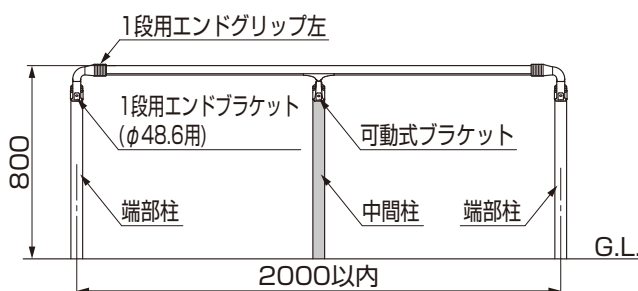 1段用エンドグリップ左
1段用エンドブラケット
(φ48.6用)
可動式ブラケット
800
端部柱
中間柱
端部柱
G.L.
2000以内